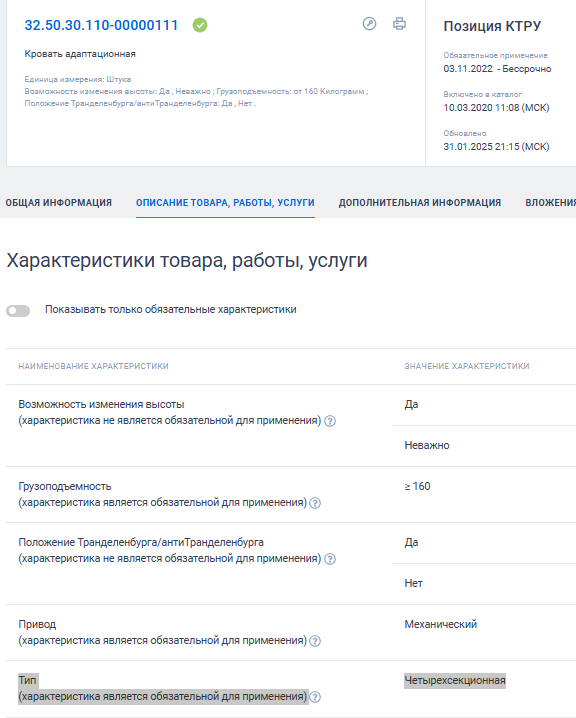 32.50.30.110-00000111
Кровать адаптационная
Единица измерения: Штука
Возможность изменения высоты: Да , Неважно ; Грузоподъемность: от 160 Килограмм ;
Положение Транделенбурга/антиТранделенбурга: Да , Нет .
Позиция КТРУ
Обязательное применение
03.11.2022 - Бессрочно
Включено в каталог
10.03.2020 11:08 (МСК)
Обновлено
31.01.2025 21:15 (МСК)
ОБЩАЯ ИНФОРМАЦИЯ ОПИСАНИЕ ТОВАРА, РАБОТЫ, УСЛУГИ ДОПОЛНИТЕЛЬНАЯ ИНФОРМАЦИЯ ВЛОЖЕНИЯ
Характеристики товара, работы, услуги
Показывать только обязательные характеристики
НАИМЕНОВАНИЕ ХАРАКТЕРИСТИКИ ЗНАЧЕНИЕ ХАРАКТЕРИСТИКИ
Возможность изменения высоты Да
(характеристика не является обязательной для применения) ?
Неважно
Грузоподъемность ≥ 160
(характеристика является обязательной для применения) ?
Положение Транделенбурга/антиТранделенбурга Да
(характеристика не является обязательной для применения) ?
Нет
Привод Механический
(характеристика является обязательной для применения) ?
Тип Четырехсекционная
(характеристика является обязательной для применения) ?